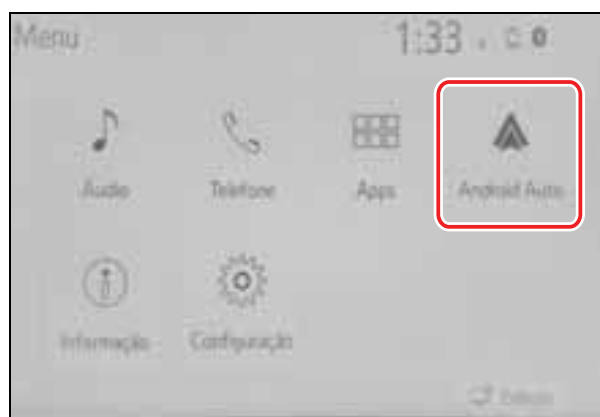 Menu 1:33
Áudio Telefone Apps Android Auto
Informação Configuração